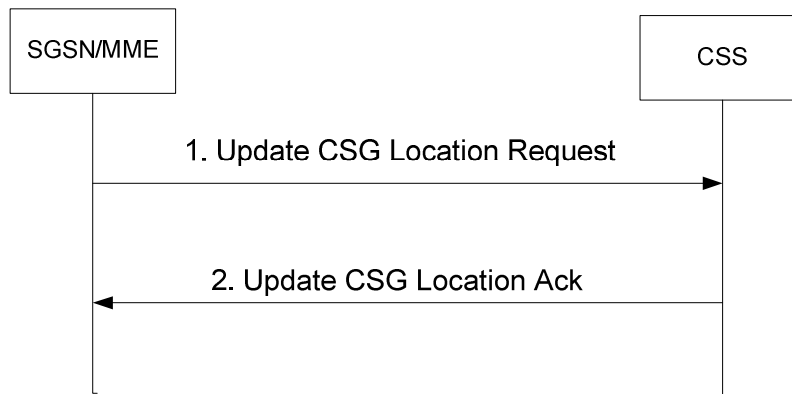 SGSN/MME
CSS
1. Update CSG Location Request
2. Update CSG Location Ack